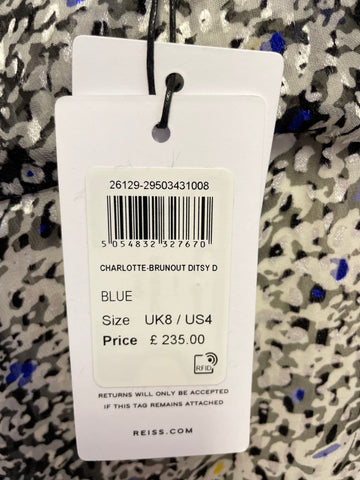 26129-29503431008
5 054832 327670
CHARLOTTE-BRUNOUT DITSY D
BLUE
Size UK8 / US4
Price £ 235.00
RFID
RETURNS WILL ONLY BE ACCEPTED
IF THIS TAG REMAINS ATTACHED
REISS.COM